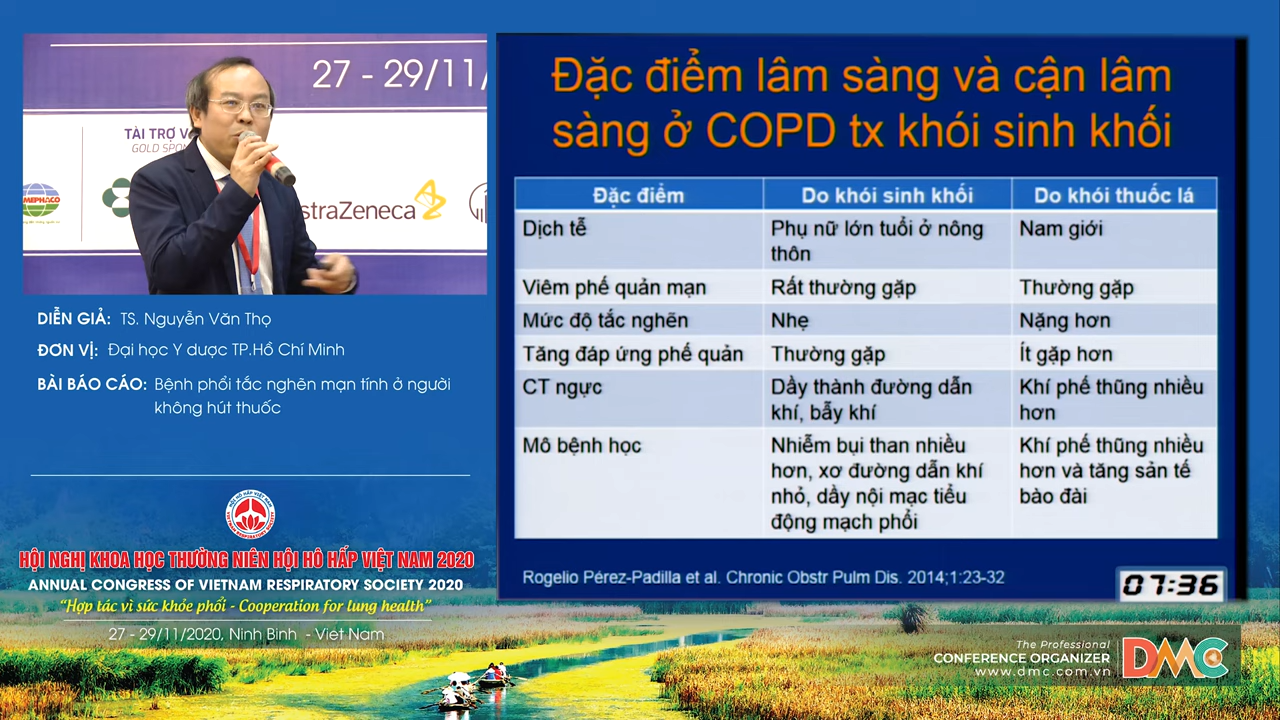 27 - 29/11/
TÀI TRỢ V
GOLD SPON
MEPHACO
straZeneca
DIỄN GIẢ: TS. Nguyễn Văn Thọ
ĐƠN VỊ: Đại học Y dược TP.Hồ Chí Minh
BÀI BÁO CÁO: Bệnh phổi tắc nghẽn mạn tính ở người
không hút thuốc
HỘI HÔ HẤP VIỆT NAM
VIETNAM RESPIRATORY SOCIETY
HỘI NGHỊ KHOA HỌC THƯỜNG NIÊN HỘI HÔ HẤP VIỆT NAM 2020
ANNUAL CONGRESS OF VIETNAM RESPIRATORY SOCIETY 2020
“Hợp tác vì sức khỏe phổi - Cooperation for lung health”
27 - 29/11/2020, Ninh Bình - Viet Nam
Đặc điểm lâm sàng và cận lâm
sàng ở COPD tx khói sinh khối
Đặc điểm Do khói sinh khối Do khói thuốc lá
Dịch tễ Phụ nữ lớn tuổi ở nông Nam giới
thôn
Viêm phế quản mạn Rất thường gặp Thường gặp
Mức độ tắc nghẽn Nhẹ Nặng hơn
Tăng đáp ứng phế quản Thường gặp Ít gặp hơn
CT ngực Dầy thành đường dẫn Khí phế thũng nhiều
khí, bẫy khí hơn
Mô bệnh học Nhiễm bụi than nhiều Khí phế thũng nhiều
hơn, xơ đường dẫn khí hơn và tăng sản tế
nhỏ, dầy nội mạc tiểu bào đài
động mạch phổi
Rogelio Pérez-Padilla et al. Chronic Obstr Pulm Dis. 2014;1:23-32
07:36
The Professional
CONFERENCE ORGANIZER
www.dmc.com.vn
DMC